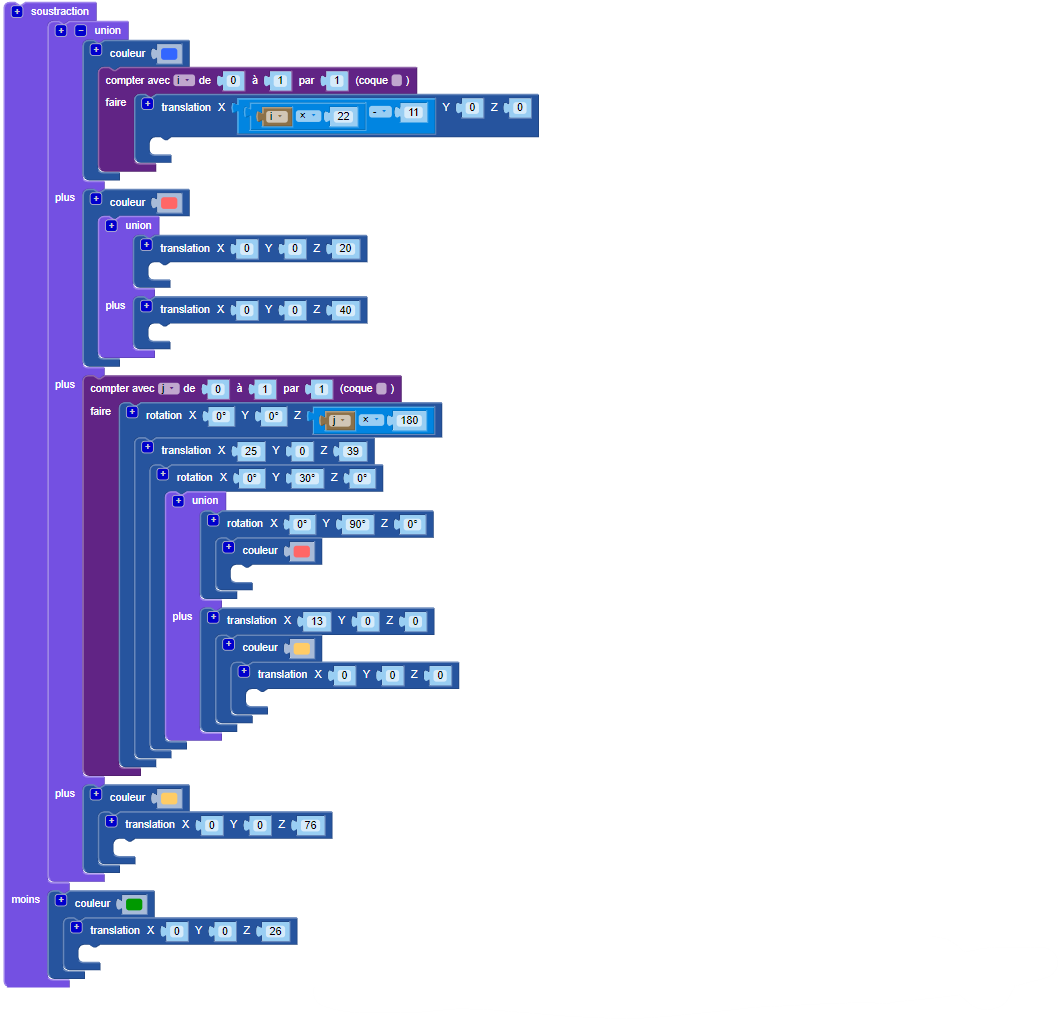 + soustraction
+ - union
+ couleur
compter avec i de 0 à 1 par 1 (coque )
faire + translation X i × 22 - 11 Y 0 Z 0
plus + couleur
+ union
+ translation X 0 Y 0 Z 20
plus + translation X 0 Y 0 Z 40
plus compter avec j de 0 à 1 par 1 (coque )
faire + rotation X 0° Y 0° Z j × 180
+ translation X 25 Y 0 Z 39
+ rotation X 0° Y 30° Z 0°
+ union
+ rotation X 0° Y 90° Z 0°
+ couleur
plus + translation X 13 Y 0 Z 0
+ couleur
+ translation X 0 Y 0 Z 0
plus + couleur
+ translation X 0 Y 0 Z 76
moins + couleur
+ translation X 0 Y 0 Z 26